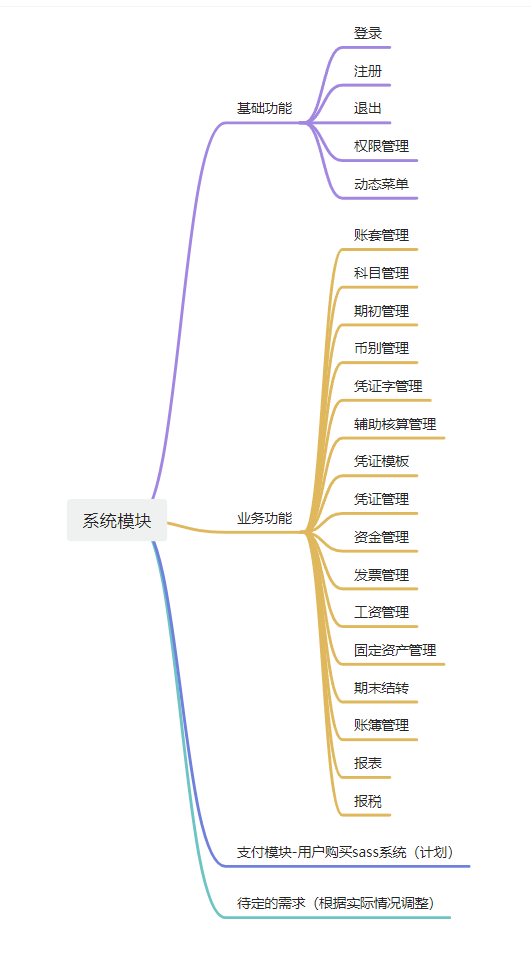 系统模块
基础功能
登录
注册
退出
权限管理
动态菜单
业务功能
账套管理
科目管理
期初管理
币别管理
凭证字管理
辅助核算管理
凭证模板
凭证管理
资金管理
发票管理
工资管理
固定资产管理
期末结转
账簿管理
报表
报税
支付模块-用户购买sass系统（计划）
待定的需求（根据实际情况调整）